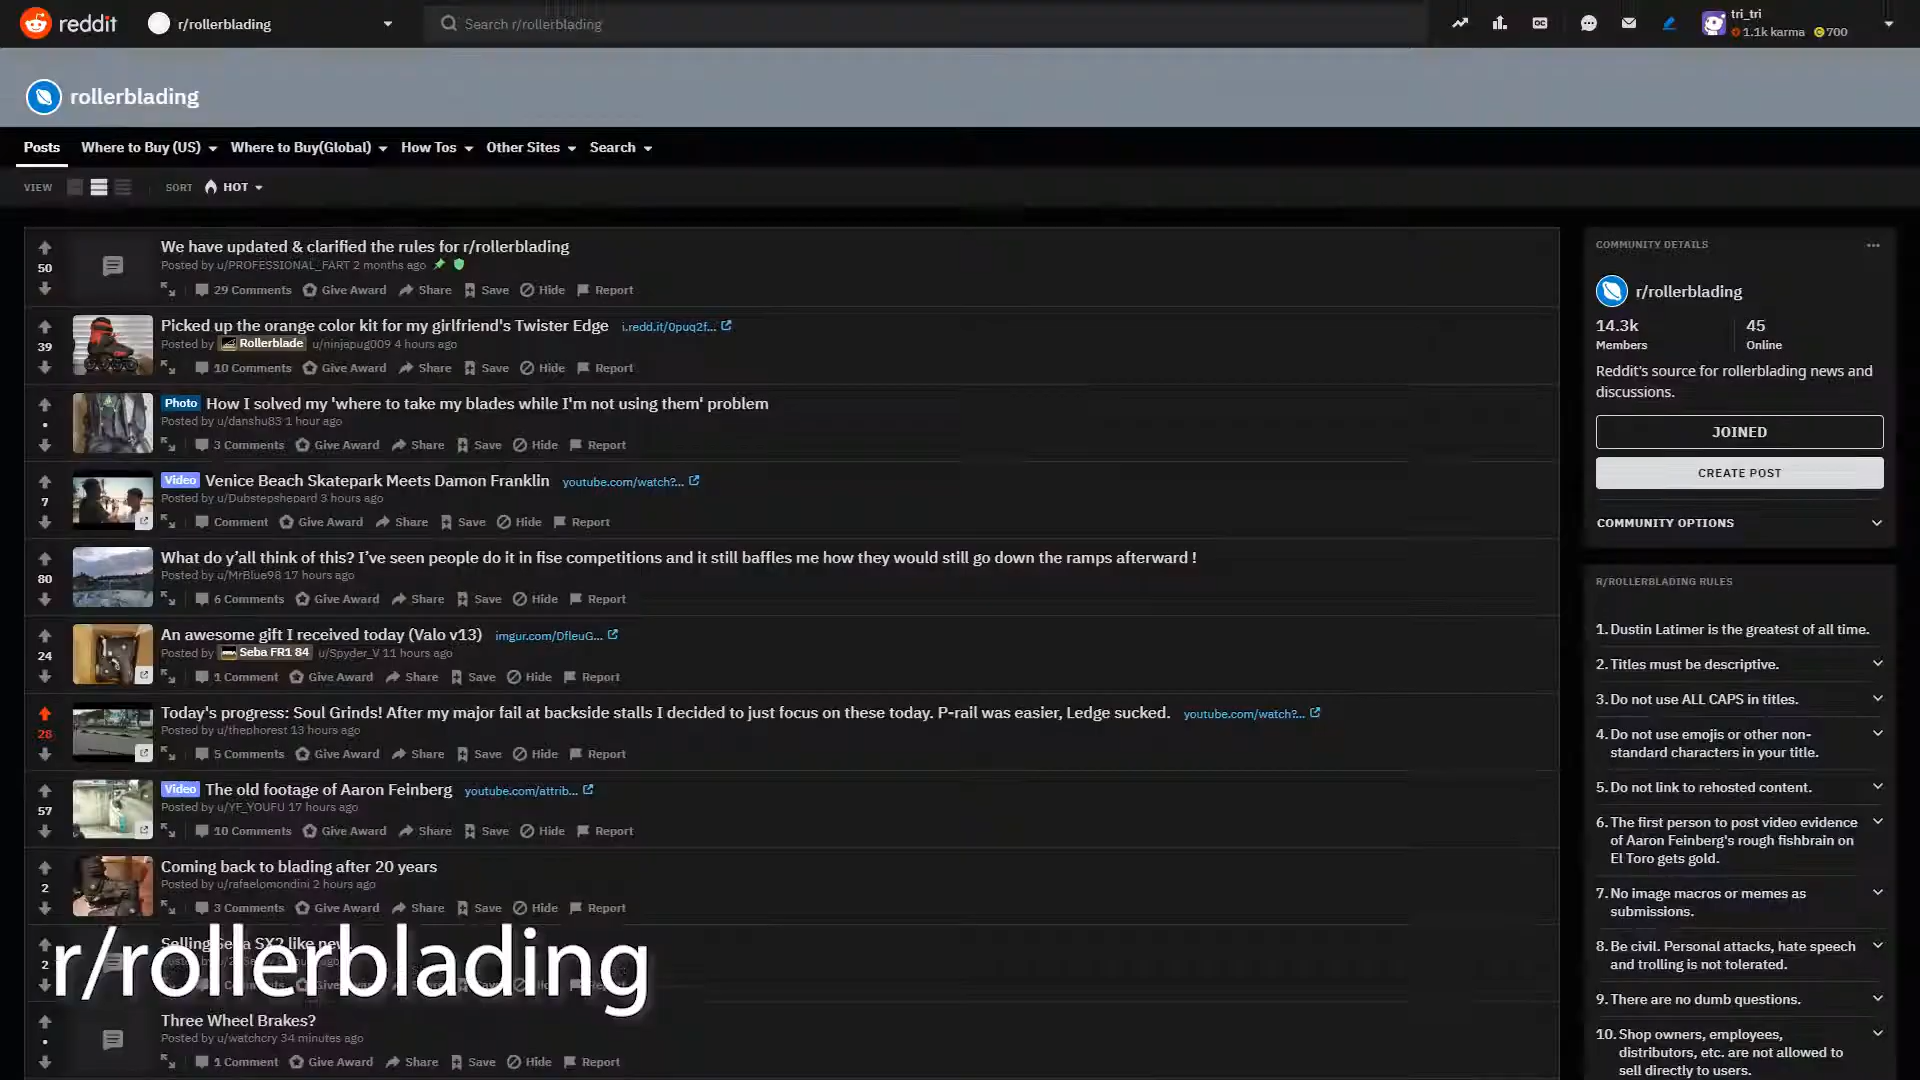 reddit
r/rollerblading
Search r/rollerblading
tri_tri
1.1k karma 700
rollerblading
Posts Where to Buy (US) Where to Buy(Global) How Tos Other Sites Search
VIEW SORT HOT
50
We have updated & clarified the rules for r/rollerblading
Posted by u/PROFESSIONAL_FART 2 months ago
29 Comments Give Award Share Save Hide Report
39
Picked up the orange color kit for my girlfriend's Twister Edge i.redd.it/0puq2f...
Posted by Rollerblade u/ninjapug009 4 hours ago
10 Comments Give Award Share Save Hide Report
•
Photo How I solved my 'where to take my blades while I'm not using them' problem
Posted by u/danshu83 1 hour ago
3 Comments Give Award Share Save Hide Report
7
Video Venice Beach Skatepark Meets Damon Franklin youtube.com/watch?...
Posted by u/Dubstepshepard 3 hours ago
Comment Give Award Share Save Hide Report
80
What do y’all think of this? I’ve seen people do it in fise competitions and it still baffles me how they would still go down the ramps afterward !
Posted by u/MrBlue98 17 hours ago
6 Comments Give Award Share Save Hide Report
24
An awesome gift I received today (Valo v13) imgur.com/DfleuG...
Posted by Seba FR1 84 u/Spyder_V 11 hours ago
1 Comment Give Award Share Save Hide Report
28
Today's progress: Soul Grinds! After my major fail at backside stalls I decided to just focus on these today. P-rail was easier, Ledge sucked. youtube.com/watch?...
Posted by u/thephorest 13 hours ago
5 Comments Give Award Share Save Hide Report
57
Video The old footage of Aaron Feinberg youtube.com/attrib...
Posted by u/YF_YOUFU 17 hours ago
10 Comments Give Award Share Save Hide Report
2
Coming back to blading after 20 years
Posted by u/rafaelomondini 2 hours ago
3 Comments Give Award Share Save Hide Report
2
Selling Seba SX2 like new
r/rollerblading
Three Wheel Brakes?
Posted by u/watchcry 34 minutes ago
•
1 Comment Give Award Share Save Hide Report
COMMUNITY DETAILS
r/rollerblading
14.3k 45
Members Online
Reddit's source for rollerblading news and
discussions.
JOINED
CREATE POST
COMMUNITY OPTIONS
R/ROLLERBLADING RULES
1. Dustin Latimer is the greatest of all time.
2. Titles must be descriptive.
3. Do not use ALL CAPS in titles.
4. Do not use emojis or other non-
standard characters in your title.
5. Do not link to rehosted content.
6. The first person to post video evidence
of Aaron Feinberg's rough fishbrain on
El Toro gets gold.
7. No image macros or memes as
submissions.
8. Be civil. Personal attacks, hate speech
and trolling is not tolerated.
9. There are no dumb questions.
10. Shop owners, employees,
distributors, etc. are not allowed to
sell directly to users.